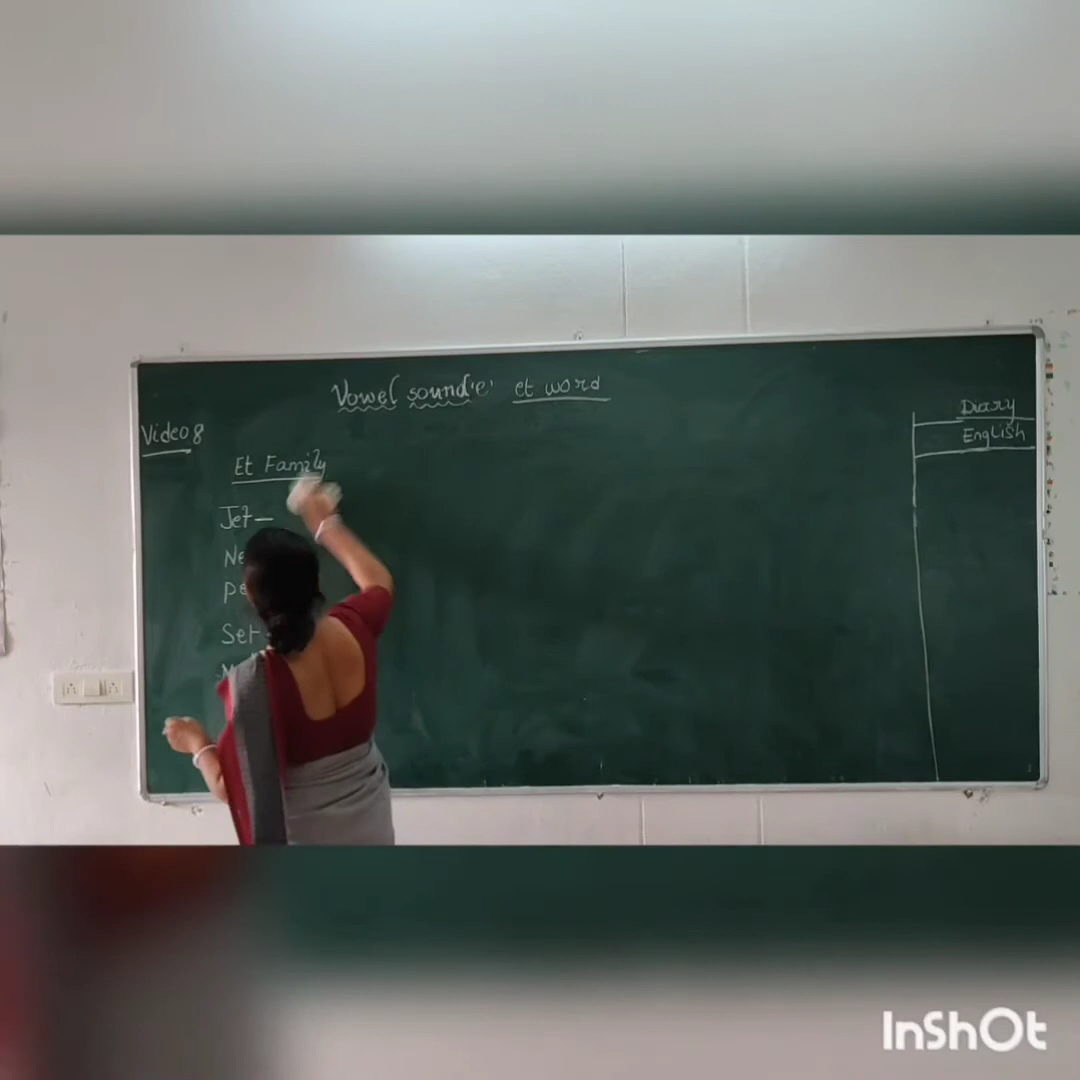 Vowel sound 'e' et word
Diary
English
Video 8
Et Family
Jet —
Ne
Pe
Set
InShOt